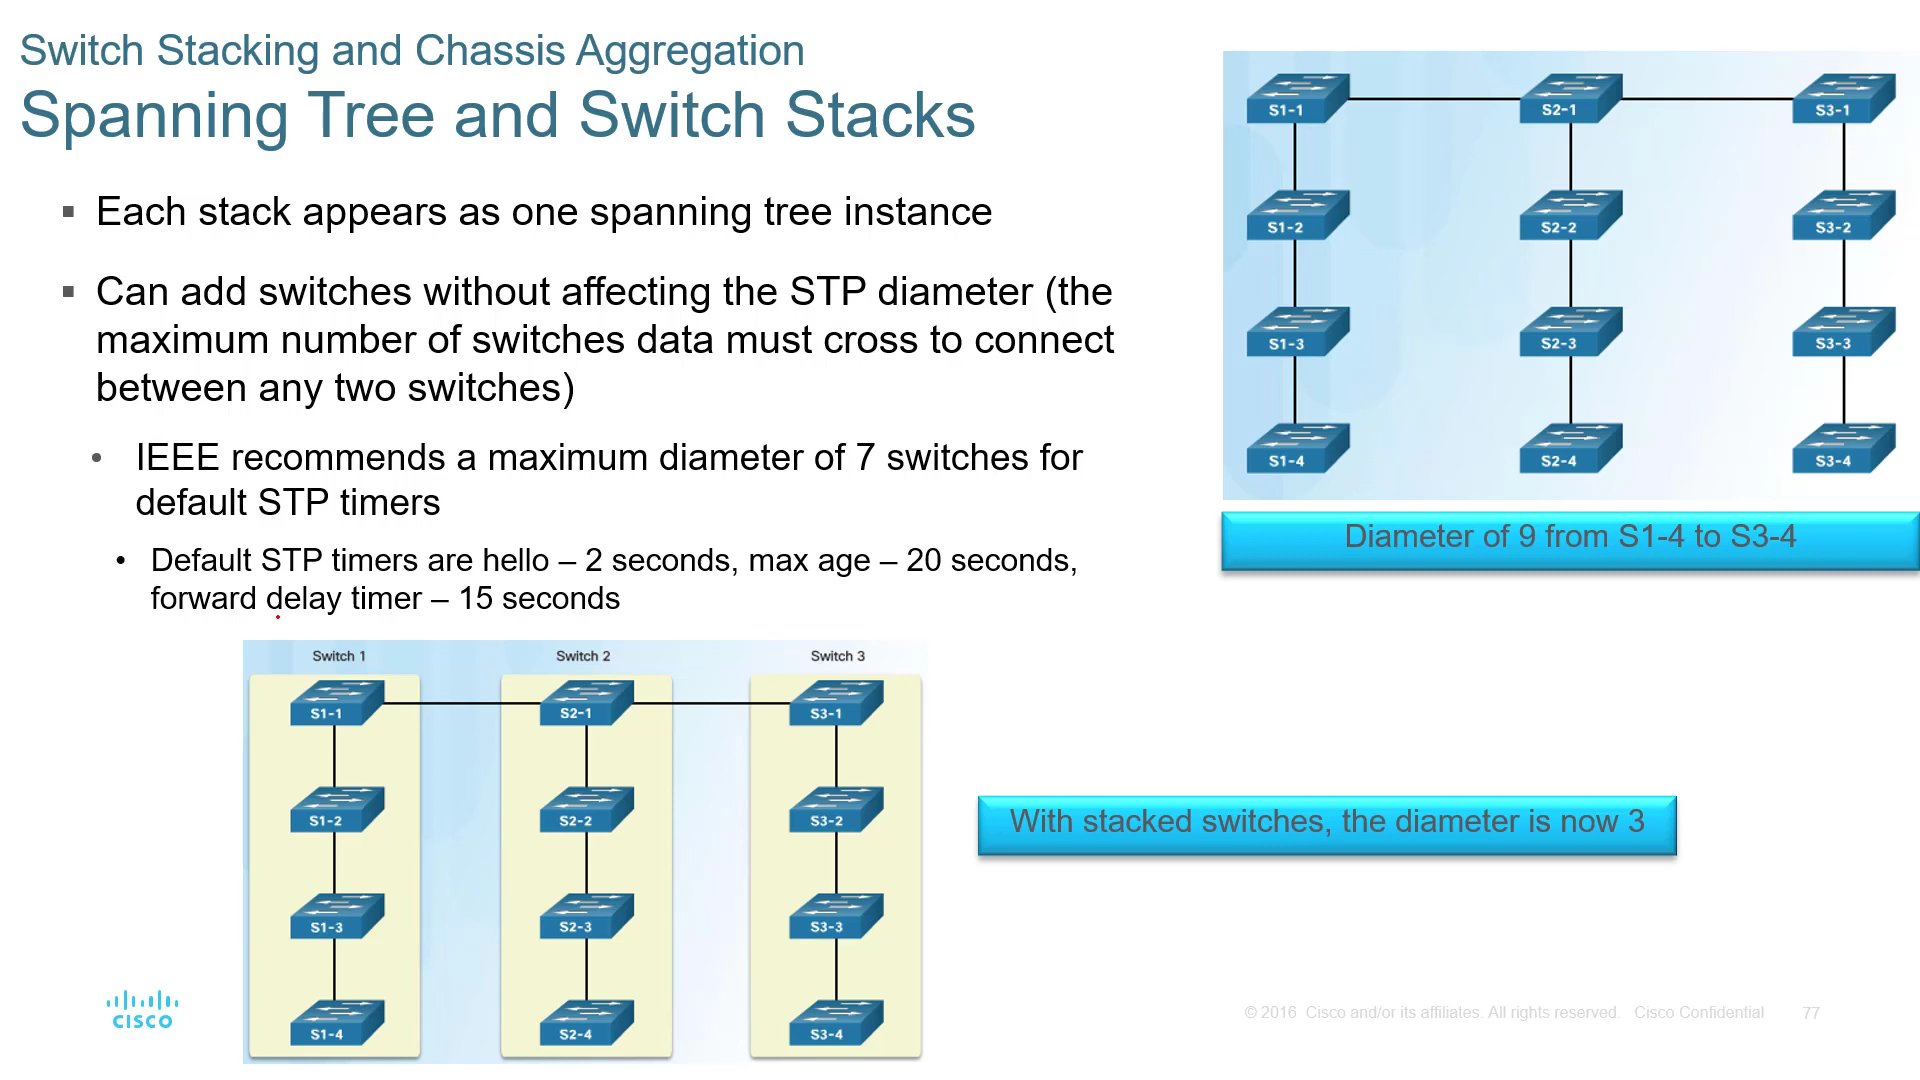 Switch Stacking and Chassis Aggregation
Spanning Tree and Switch Stacks
▪ Each stack appears as one spanning tree instance
▪ Can add switches without affecting the STP diameter (the
maximum number of switches data must cross to connect
between any two switches)
• IEEE recommends a maximum diameter of 7 switches for
default STP timers
• Default STP timers are hello – 2 seconds, max age – 20 seconds,
forward delay timer – 15 seconds
S1-1 S2-1 S3-1
S1-2 S2-2 S3-2
S1-3 S2-3 S3-3
S1-4 S2-4 S3-4
Diameter of 9 from S1-4 to S3-4
Switch 1 Switch 2 Switch 3
S1-1 S2-1 S3-1
S1-2 S2-2 S3-2
S1-3 S2-3 S3-3
S1-4 S2-4 S3-4
With stacked switches, the diameter is now 3
CISCO
© 2016 Cisco and/or its affiliates. All rights reserved. Cisco Confidential 77